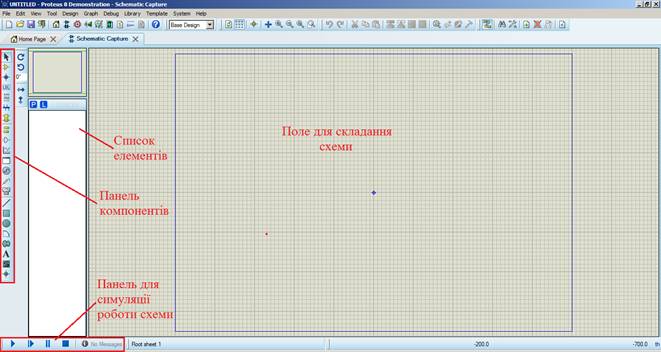 UNTITLED - Proteus 8 Demonstration - Schematic Capture
File Edit View Tool Design Graph Debug Library Template System Help
Base Design
Home Page Schematic Capture
0°
LBL
P L
Поле для складання
схеми
Список
елементів
Панель
компонентів
A
Панель для
симуляції
роботи схеми
No Messages Root sheet 1 -200.0 -700.0 th